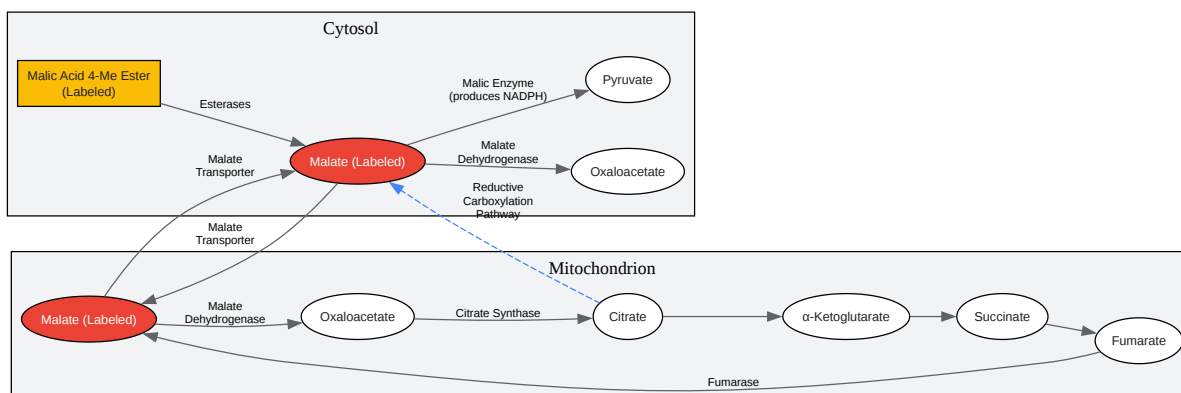 Cytosol
Malic Acid 4-Me Ester
(Labeled)
Esterases
Malic Enzyme
(produces NADPH)
Pyruvate
Malate (Labeled)
Malate
Dehydrogenase
Oxaloacetate
Malate
Transporter
Reductive
Carboxylation
Pathway
Malate
Transporter
Mitochondrion
Malate (Labeled)
Malate
Dehydrogenase
Oxaloacetate
Citrate Synthase
Citrate
α-Ketoglutarate
Succinate
Fumarate
Fumarase